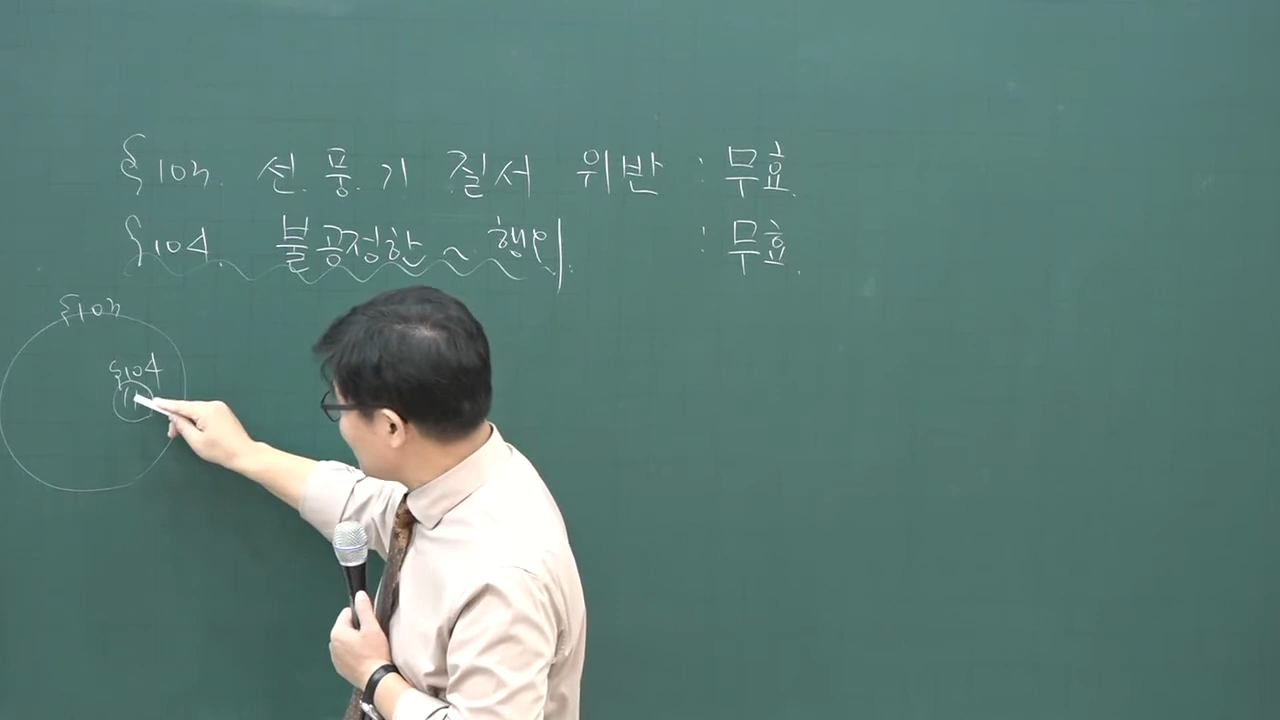 §103. 선. 풍. 기 질서 위반 : 무효.
§104. 불공정한 ~ 행위. : 무효.
§103
§104